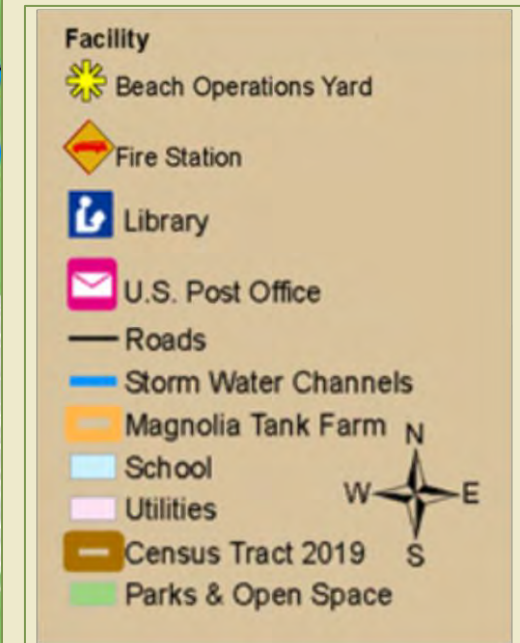 Facility
Beach Operations Yard
Fire Station
Library
U.S. Post Office
Roads
Storm Water Channels
Magnolia Tank Farm
N
School
W E
Utilities
Census Tract 2019
S
Parks & Open Space